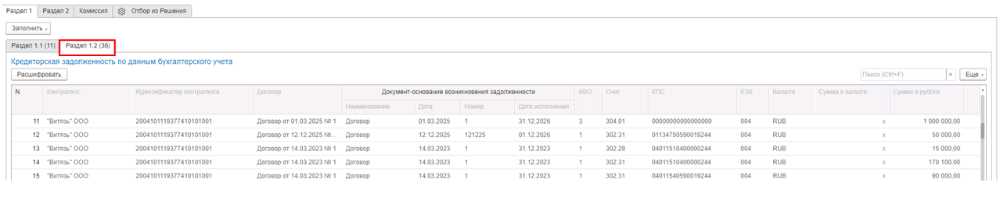 Раздел 1 Раздел 2 Комиссия Отбор из Решения
Заполнить
Раздел 1.1 (11) Раздел 1.2 (36)
Кредиторская задолженность по данным бухгалтерского учета
Расшифровать Поиск (Ctrl+F) × Еще
N Контрагент Идентификатор контрагента Договор Документ-основание возникновения задолженности КФО Счет КПС КЭК Валюта Сумма в валюте Сумма в рублях
Наименование Дата Номер Дата исполнения
11 "Витязь" ООО 2004101119377410101001 Договор от 01.03.2025 № 1 Договор 01.03.2025 1 31.12.2026 3 304.01 00000000000000000 004 RUB x 1 000 000,00
12 "Витязь" ООО 2004101119377410101001 Договор от 12.12.2025 №... Договор 12.12.2025 121225 01.12.2026 1 302.31 01134750590019244 004 RUB x 50 000,00
13 "Витязь" ООО 2004101119377410101001 Договор от 14.03.2023 № 1 Договор 14.03.2023 1 31.12.2023 1 302.28 04011510400000244 004 RUB x 15 000,00
14 "Витязь" ООО 2004101119377410101001 Договор от 14.03.2023 № 1 Договор 14.03.2023 1 31.12.2023 1 302.31 04011510400000244 004 RUB x 170 100,00
15 "Витязь" ООО 2004101119377410101001 Договор от 14.03.2023 № 1 Договор 14.03.2023 1 31.12.2023 1 302.31 04011540590019244 004 RUB x 90 000,00